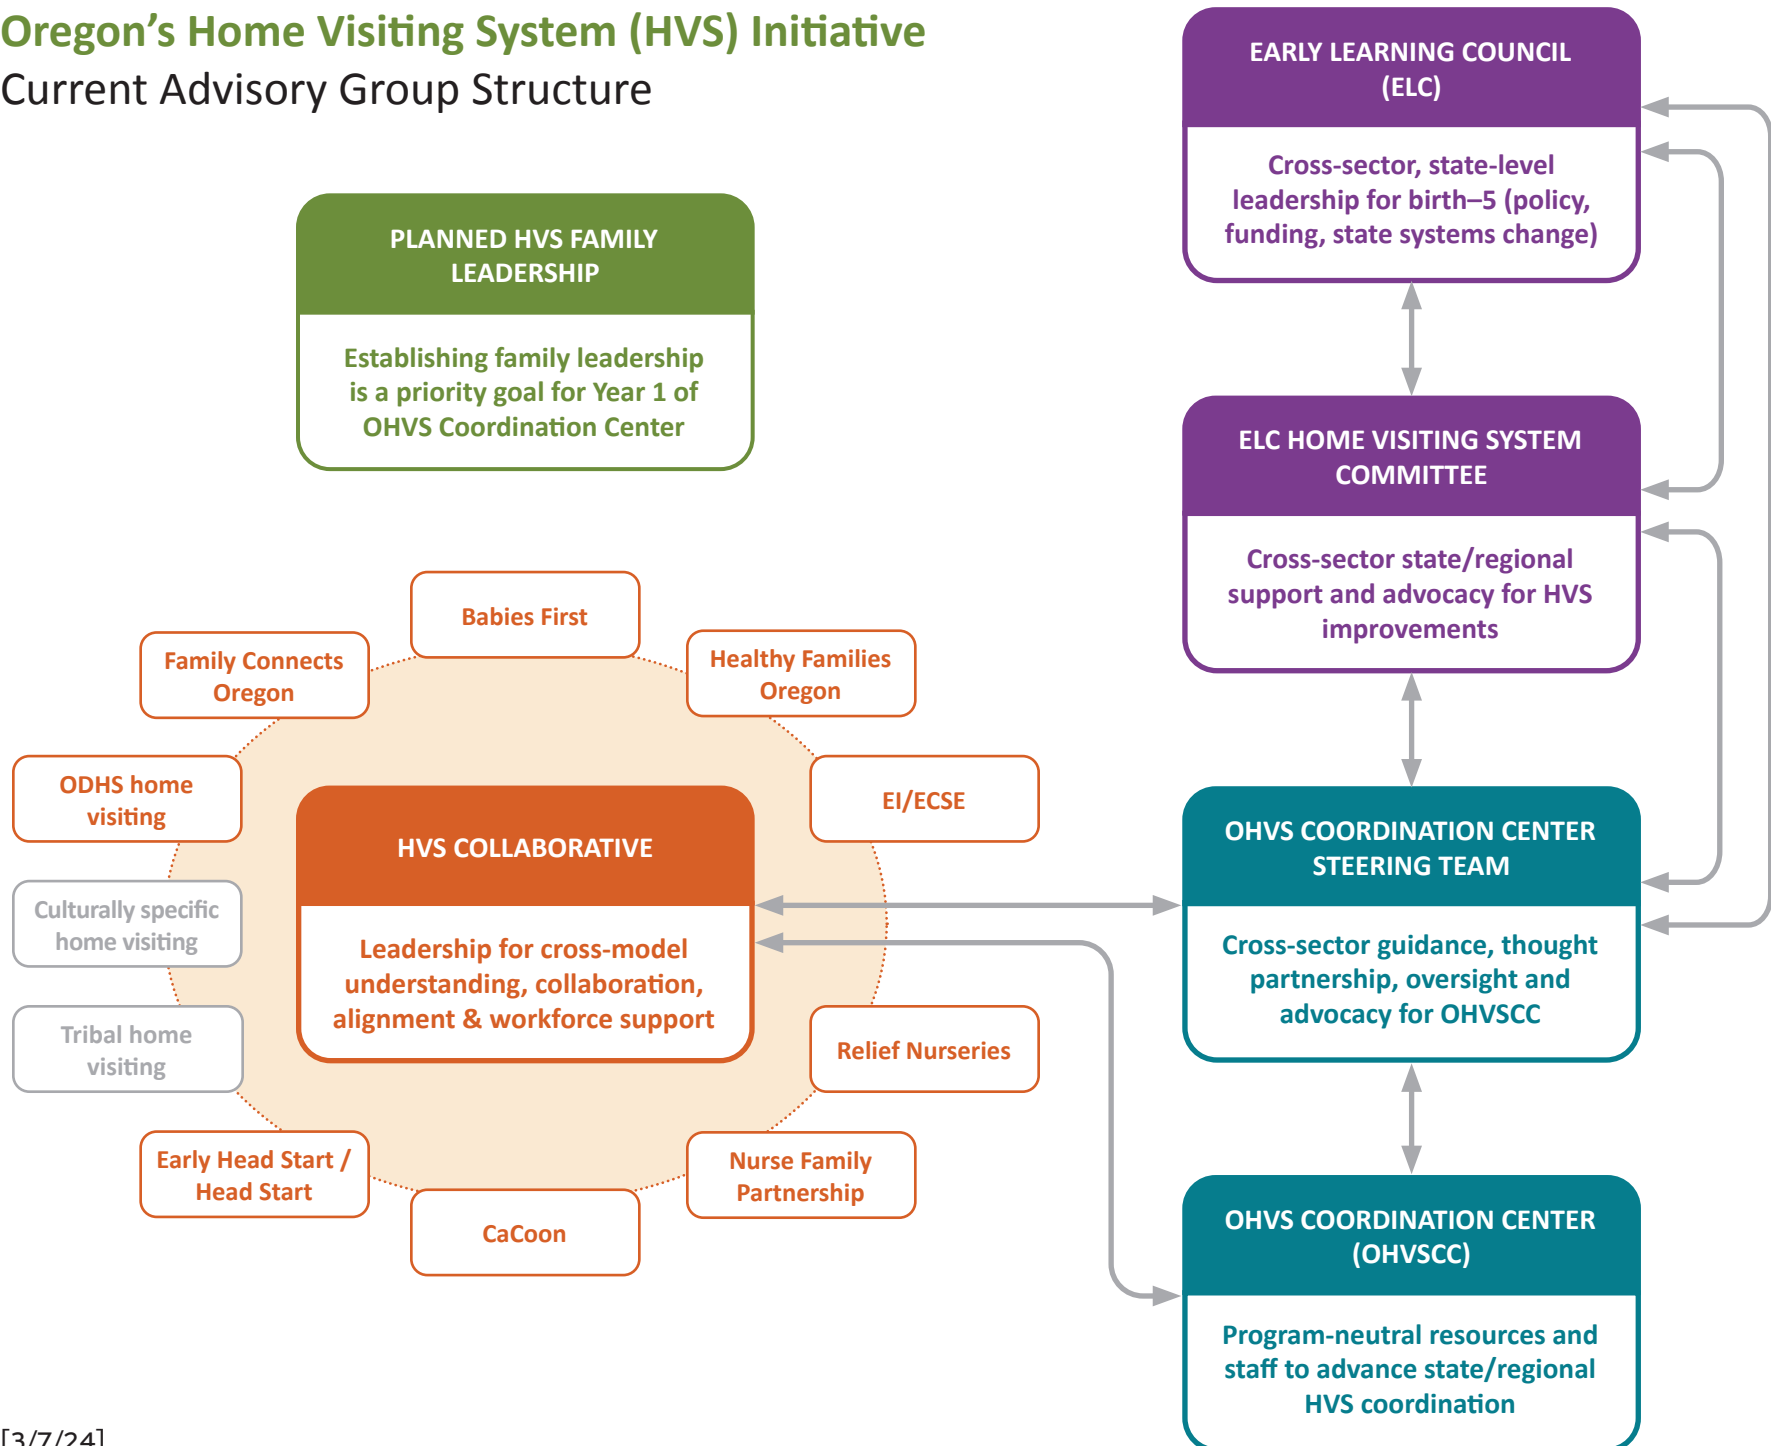 Oregon's Home Visiting System (HVS) Initiative
Current Advisory Group Structure
PLANNED HVS FAMILY
LEADERSHIP
Establishing family leadership
is a priority goal for Year 1 of
OHVS Coordination Center
EARLY LEARNING COUNCIL
(ELC)
Cross-sector, state-level
leadership for birth–5 (policy,
funding, state systems change)
ELC HOME VISITING SYSTEM
COMMITTEE
Cross-sector state/regional
support and advocacy for HVS
improvements
OHVS COORDINATION CENTER
STEERING TEAM
Cross-sector guidance, thought
partnership, oversight and
advocacy for OHVSCC
OHVS COORDINATION CENTER
(OHVSCC)
Program-neutral resources and
staff to advance state/regional
HVS coordination
HVS COLLABORATIVE
Leadership for cross-model
understanding, collaboration,
alignment & workforce support
Babies First
Healthy Families
Oregon
EI/ECSE
Relief Nurseries
Nurse Family
Partnership
CaCoon
Early Head Start /
Head Start
Tribal home
visiting
Culturally specific
home visiting
ODHS home
visiting
Family Connects
Oregon
[3/7/24]